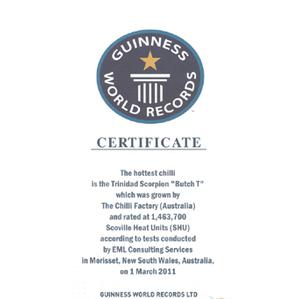 GUINNESS
WORLD RECORDS
CERTIFICATE
The hottest chilli
is the Trinidad Scorpion "Butch T"
which was grown by
The Chilli Factory (Australia)
and rated at 1,463,700
Scoville Heat Units (SHU)
according to tests conducted
by EML Consulting Services
in Morisset, New South Wales, Australia,
on 1 March 2011
GUINNESS WORLD RECORDS LTD